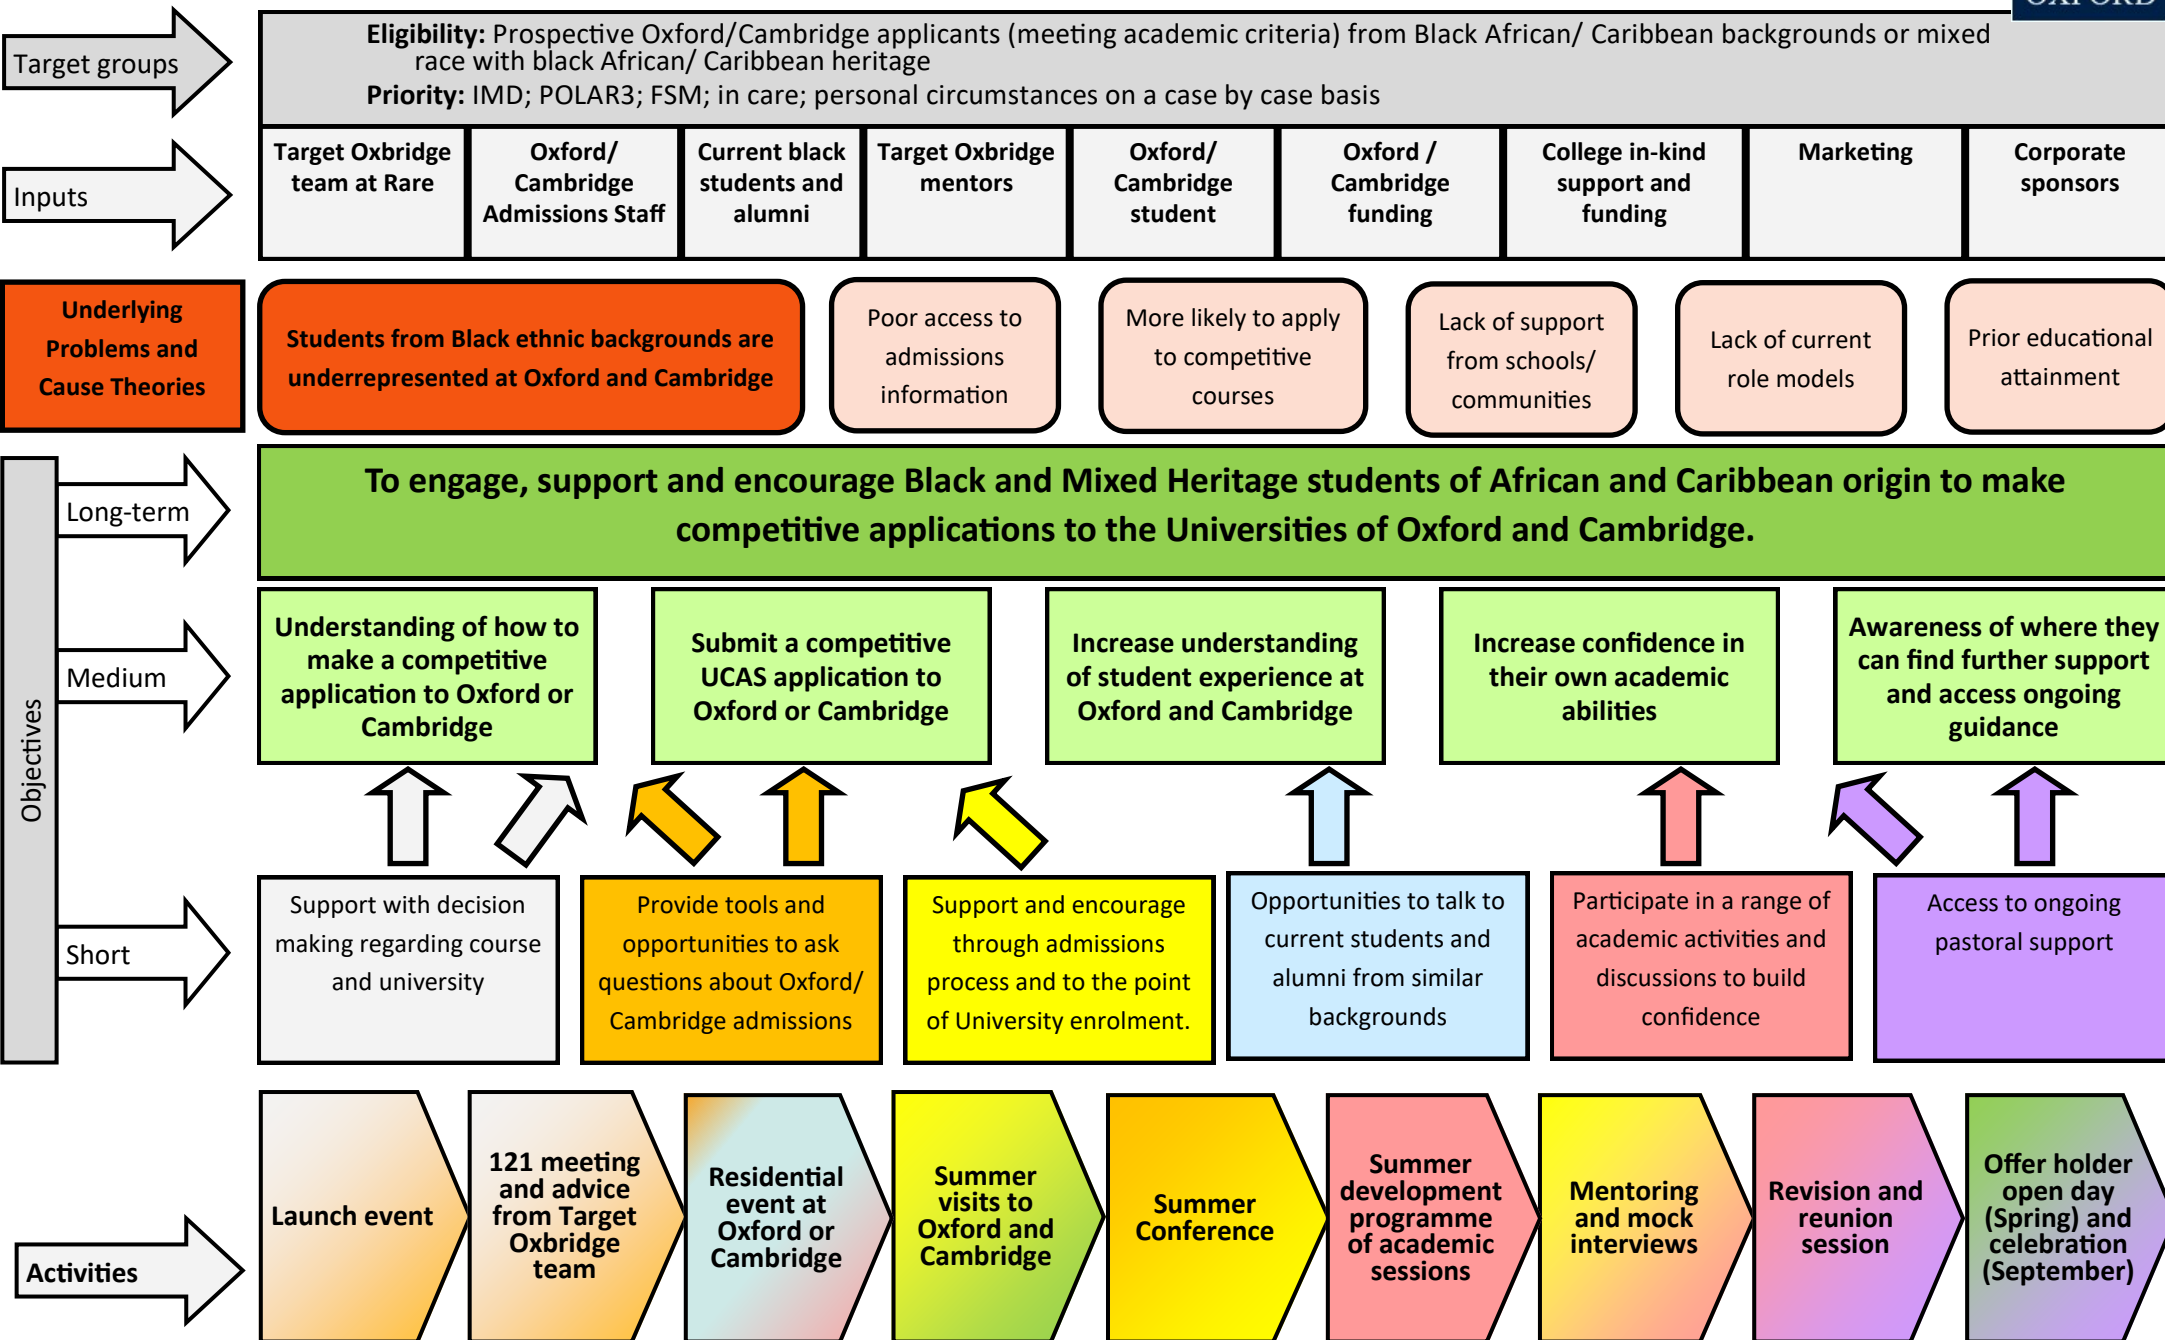 OXFORD
Target groups
Eligibility: Prospective Oxford/Cambridge applicants (meeting academic criteria) from Black African/ Caribbean backgrounds or mixed
race with black African/ Caribbean heritage
Priority: IMD; POLAR3; FSM; in care; personal circumstances on a case by case basis
Inputs
Target Oxbridge
team at Rare
Oxford/
Cambridge
Admissions Staff
Current black
students and
alumni
Target Oxbridge
mentors
Oxford/
Cambridge
student
Oxford /
Cambridge
funding
College in-kind
support and
funding
Marketing
Corporate
sponsors
Underlying
Problems and
Cause Theories
Students from Black ethnic backgrounds are
underrepresented at Oxford and Cambridge
Poor access to
admissions
information
More likely to apply
to competitive
courses
Lack of support
from schools/
communities
Lack of current
role models
Prior educational
attainment
Objectives
Long-term
To engage, support and encourage Black and Mixed Heritage students of African and Caribbean origin to make
competitive applications to the Universities of Oxford and Cambridge.
Medium
Understanding of how to
make a competitive
application to Oxford or
Cambridge
Submit a competitive
UCAS application to
Oxford or Cambridge
Increase understanding
of student experience at
Oxford and Cambridge
Increase confidence in
their own academic
abilities
Awareness of where they
can find further support
and access ongoing
guidance
Short
Support with decision
making regarding course
and university
Provide tools and
opportunities to ask
questions about Oxford/
Cambridge admissions
Support and encourage
through admissions
process and to the point
of University enrolment.
Opportunities to talk to
current students and
alumni from similar
backgrounds
Participate in a range of
academic activities and
discussions to build
confidence
Access to ongoing
pastoral support
Activities
Launch event
121 meeting
and advice
from Target
Oxbridge
team
Residential
event at
Oxford or
Cambridge
Summer
visits to
Oxford and
Cambridge
Summer
Conference
Summer
development
programme
of academic
sessions
Mentoring
and mock
interviews
Revision and
reunion
session
Offer holder
open day
(Spring) and
celebration
(September)